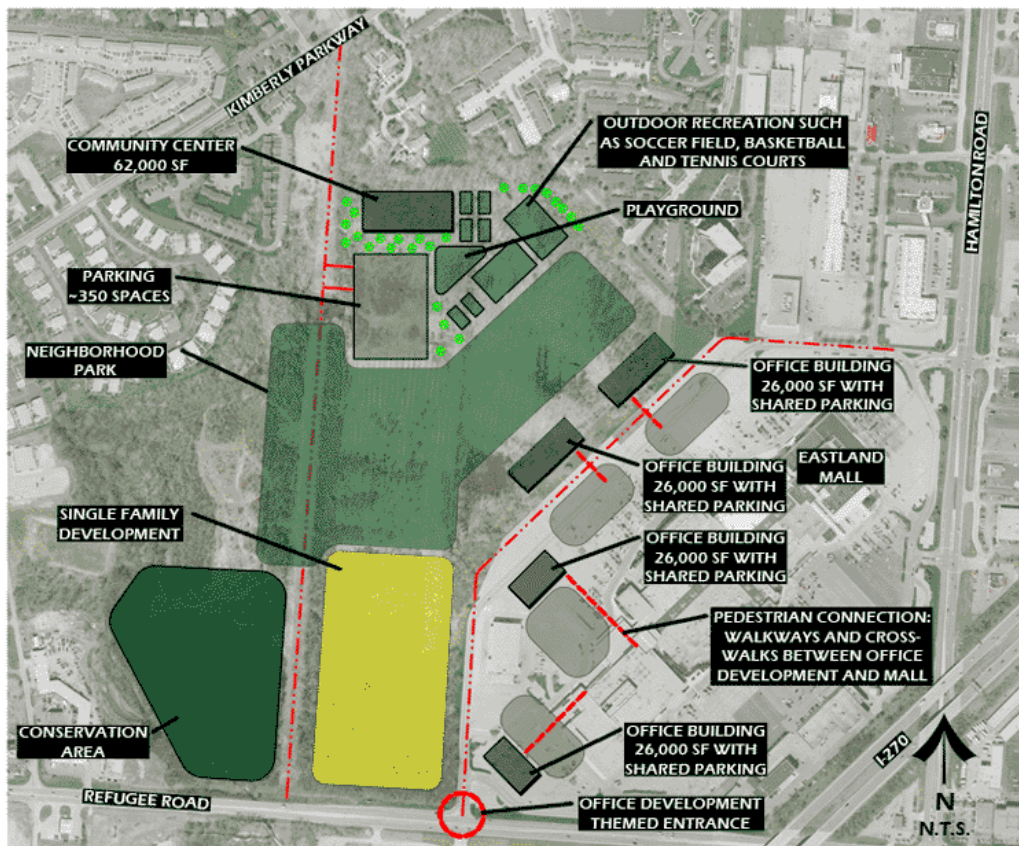 KIMBERLY PARKWAY
COMMUNITY CENTER
62,000 SF
OUTDOOR RECREATION SUCH
AS SOCCER FIELD, BASKETBALL
AND TENNIS COURTS
PLAYGROUND
HAMILTON ROAD
PARKING
~350 SPACES
NEIGHBORHOOD
PARK
OFFICE BUILDING
26,000 SF WITH
SHARED PARKING
OFFICE BUILDING
26,000 SF WITH
SHARED PARKING
EASTLAND
MALL
SINGLE FAMILY
DEVELOPMENT
OFFICE BUILDING
26,000 SF WITH
SHARED PARKING
PEDESTRIAN CONNECTION:
WALKWAYS AND CROSS-
WALKS BETWEEN OFFICE
DEVELOPMENT AND MALL
CONSERVATION
AREA
OFFICE BUILDING
26,000 SF WITH
SHARED PARKING
I-270
REFUGEE ROAD
OFFICE DEVELOPMENT
THEMED ENTRANCE
N
N.T.S.